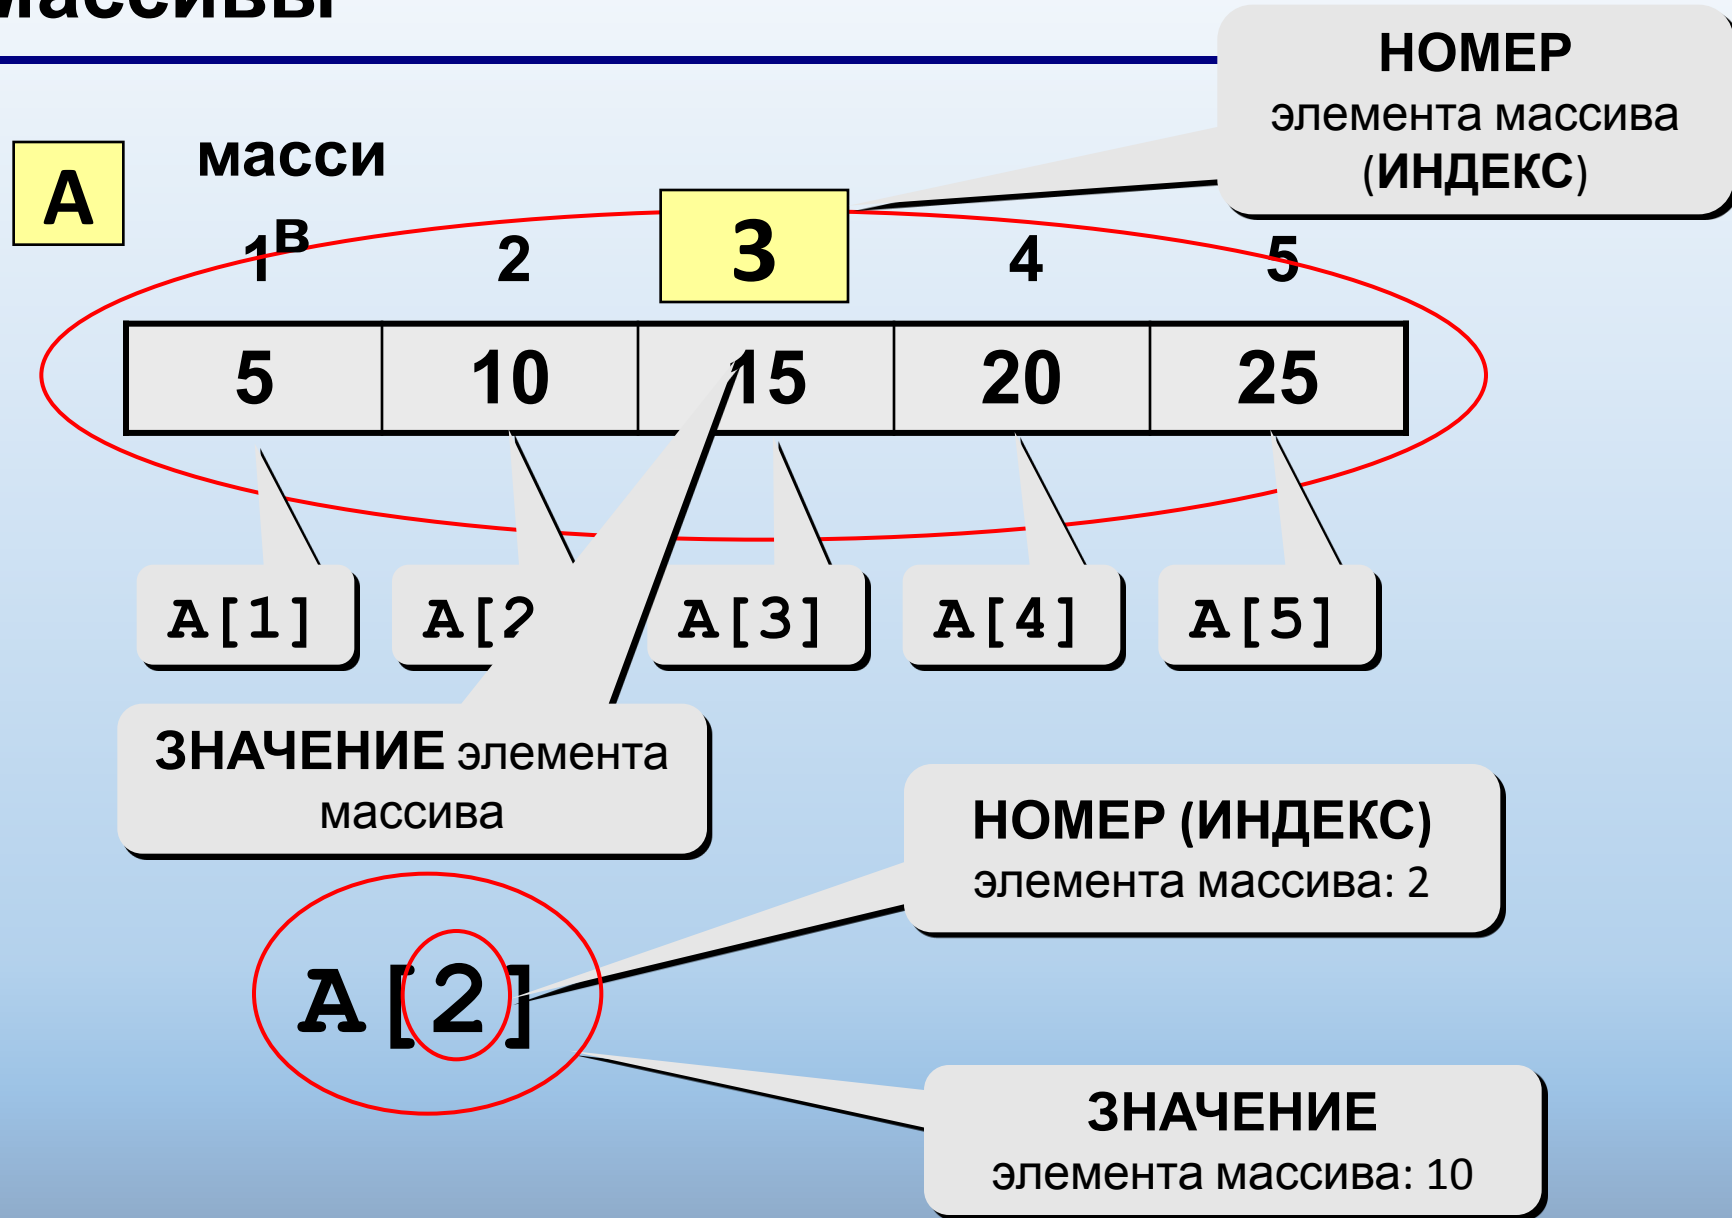 массивы
НОМЕР
элемента массива
(ИНДЕКС)
A
масси
в
1 2 3 4 5
5 10 15 20 25
A[1] A[2 A[3] A[4] A[5]
ЗНАЧЕНИЕ элемента
массива
НОМЕР (ИНДЕКС)
элемента массива: 2
A[2]
ЗНАЧЕНИЕ
элемента массива: 10